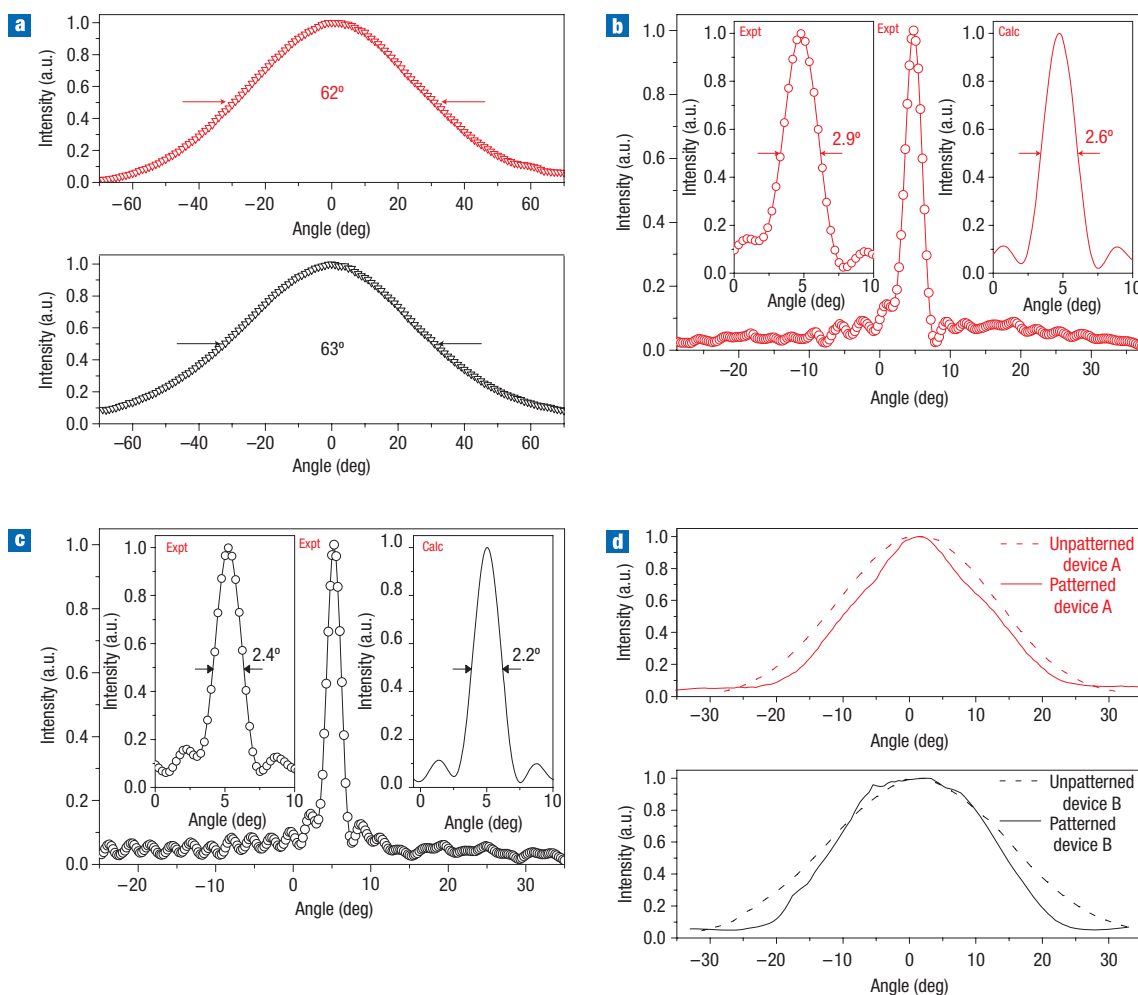 a
Intensity (a.u.)
1.0
0.8
0.6
0.4
0.2
0.0
62º
–60 –40 –20 0 20 40 60
Angle (deg)
Intensity (a.u.)
1.0
0.8
0.6
0.4
0.2
0.0
63º
–60 –40 –20 0 20 40 60
Angle (deg)
b
Intensity (a.u.)
1.0
0.8
0.6
0.4
0.2
0.0
Expt
Intensity (a.u.)
1.0
0.8
0.6
0.4
0.2
0.0
2.9º
0 5 10
Angle (deg)
Expt
Calc
Intensity (a.u.)
1.0
0.8
0.6
0.4
0.2
0.0
2.6º
0 5 10
Angle (deg)
–20 –10 0 10 20 30
Angle (deg)
c
Intensity (a.u.)
1.0
0.8
0.6
0.4
0.2
0.0
Expt
Intensity (a.u.)
1.0
0.8
0.6
0.4
0.2
0.0
2.4º
0 5 10
Angle (deg)
Expt
Calc
Intensity (a.u.)
1.0
0.8
0.6
0.4
0.2
0.0
2.2º
0 5 10
Angle (deg)
–20 –10 0 10 20 30
Angle (deg)
d
Intensity (a.u.)
1.0
0.8
0.6
0.4
0.2
0.0
Unpatterned
device A
Patterned
device A
–30 –20 –10 0 10 20 30
Angle (deg)
Intensity (a.u.)
1.0
0.8
0.6
0.4
0.2
0.0
Unpatterned
device B
Patterned
device B
–30 –20 –10 0 10 20 30
Angle (deg)